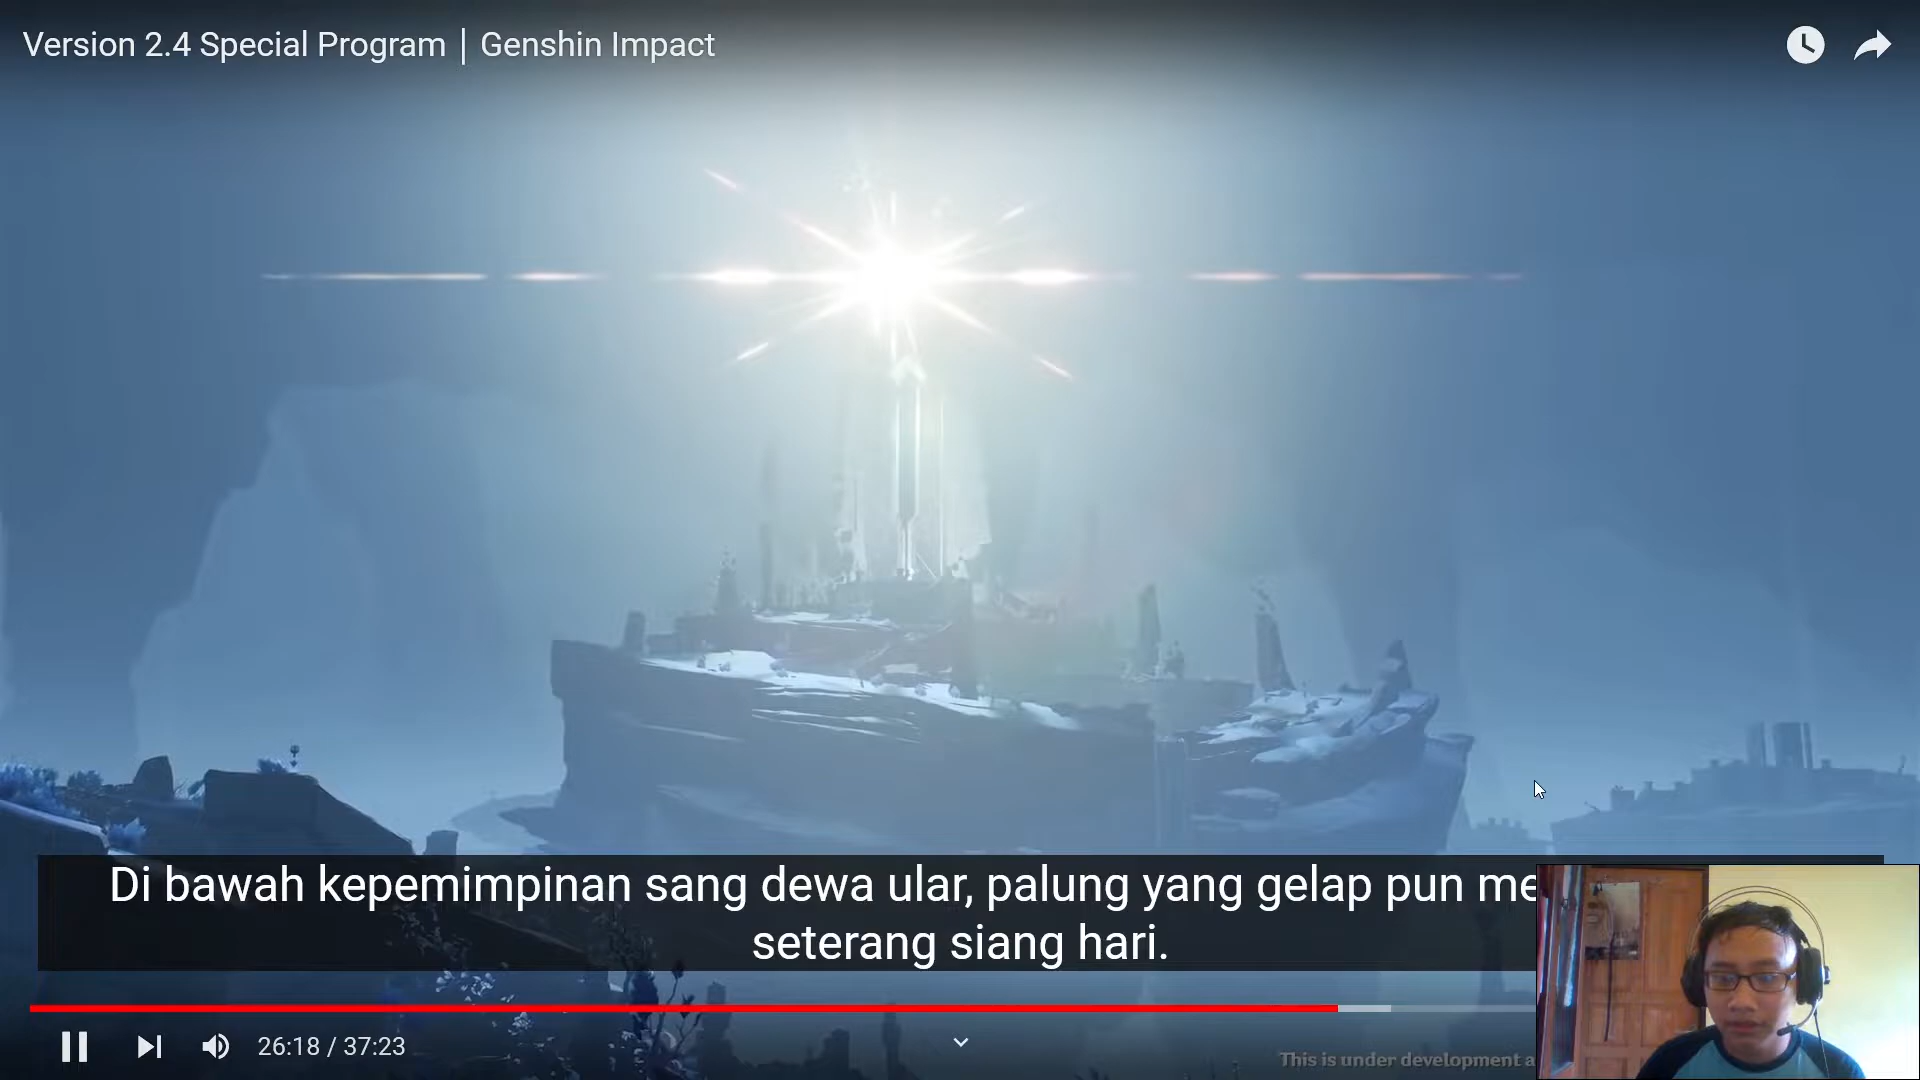 Version 2.4 Special Program | Genshin Impact
Di bawah kepemimpinan sang dewa ular, palung yang gelap pun me
seterang siang hari.
26:18 / 37:23
This is under development a